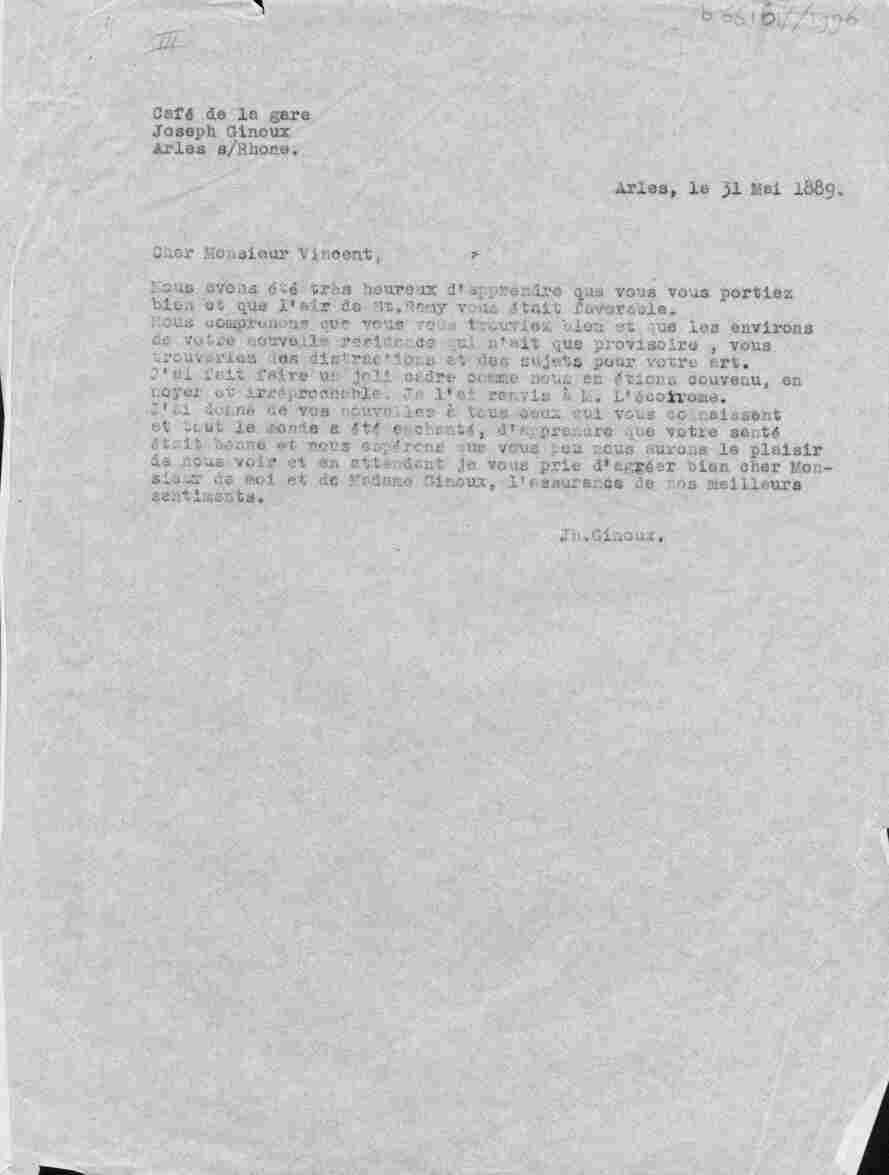 III
Café de la gare
Joseph Ginoux
Arles s/Rhone.
Arles, le 31 Mai 1889.
Cher Monsieur Vincent,
Nous avons été très heureux d'apprendre que vous vous portiez
bien et que l'air de St.Remy vous était favorable.
Nous comprenons que vous vous trouviez bien et que les environs
de votre nouvelle residence qui n'ait que provisoire , vous
trouveriez des distractions et des sujets pour votre art.
J'ai fait faire un joli cadre comme nous en étions couvenu, en
noyer et irréprochable. Je l'ai remis à M.
J'ai donné de vos nouvelles à tous ceux qui vous connaissent
et tout le monde a été enchanté, d'apprendre que votre santé
était bonne et nous espérons que vous peu nous aurons le plaisir
de nous voir et en attendant je vous prie d'agréer bien cher Mon-
sieur de moi et de Madame Ginoux, l'assurance de nos meilleurs
sentiments.
Jh.Ginoux.